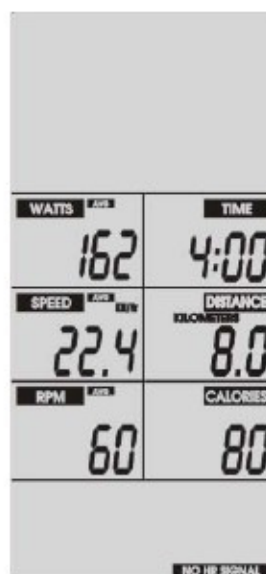 WATTS AVG TIME
162 4:00
SPEED AVG KM/H DISTANCE
KILOMETERS
22.4 8.0
RPM AVG CALORIES
60 80
NO HR SIGNAL